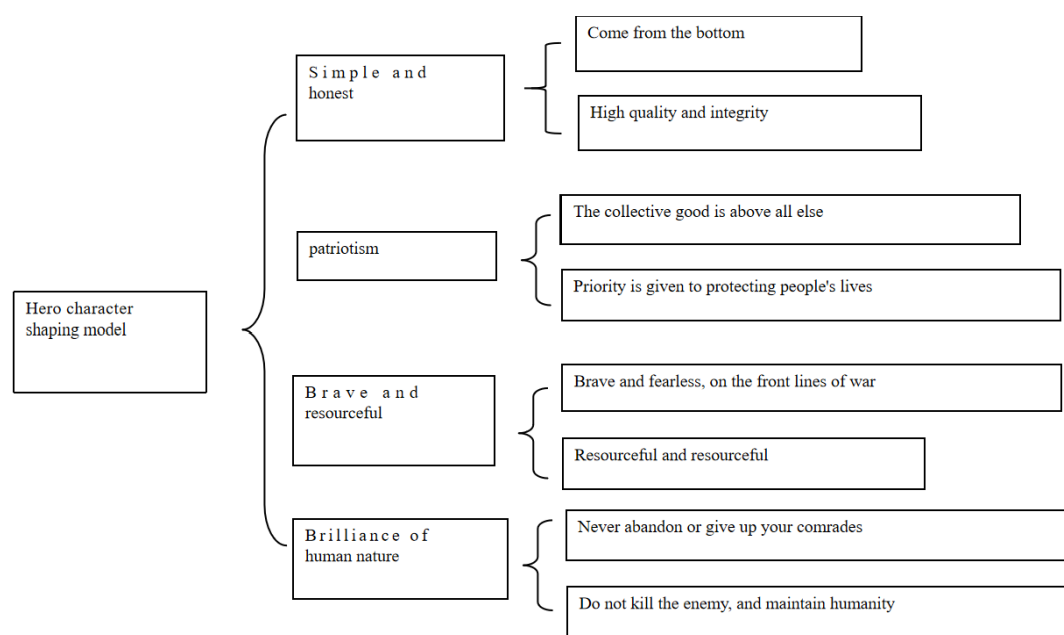 Hero character
shaping model
Simple and
honest
Come from the bottom
High quality and integrity
patriotism
The collective good is above all else
Priority is given to protecting people's lives
Brave and
resourceful
Brave and fearless, on the front lines of war
Resourceful and resourceful
Brilliance of
human nature
Never abandon or give up your comrades
Do not kill the enemy, and maintain humanity